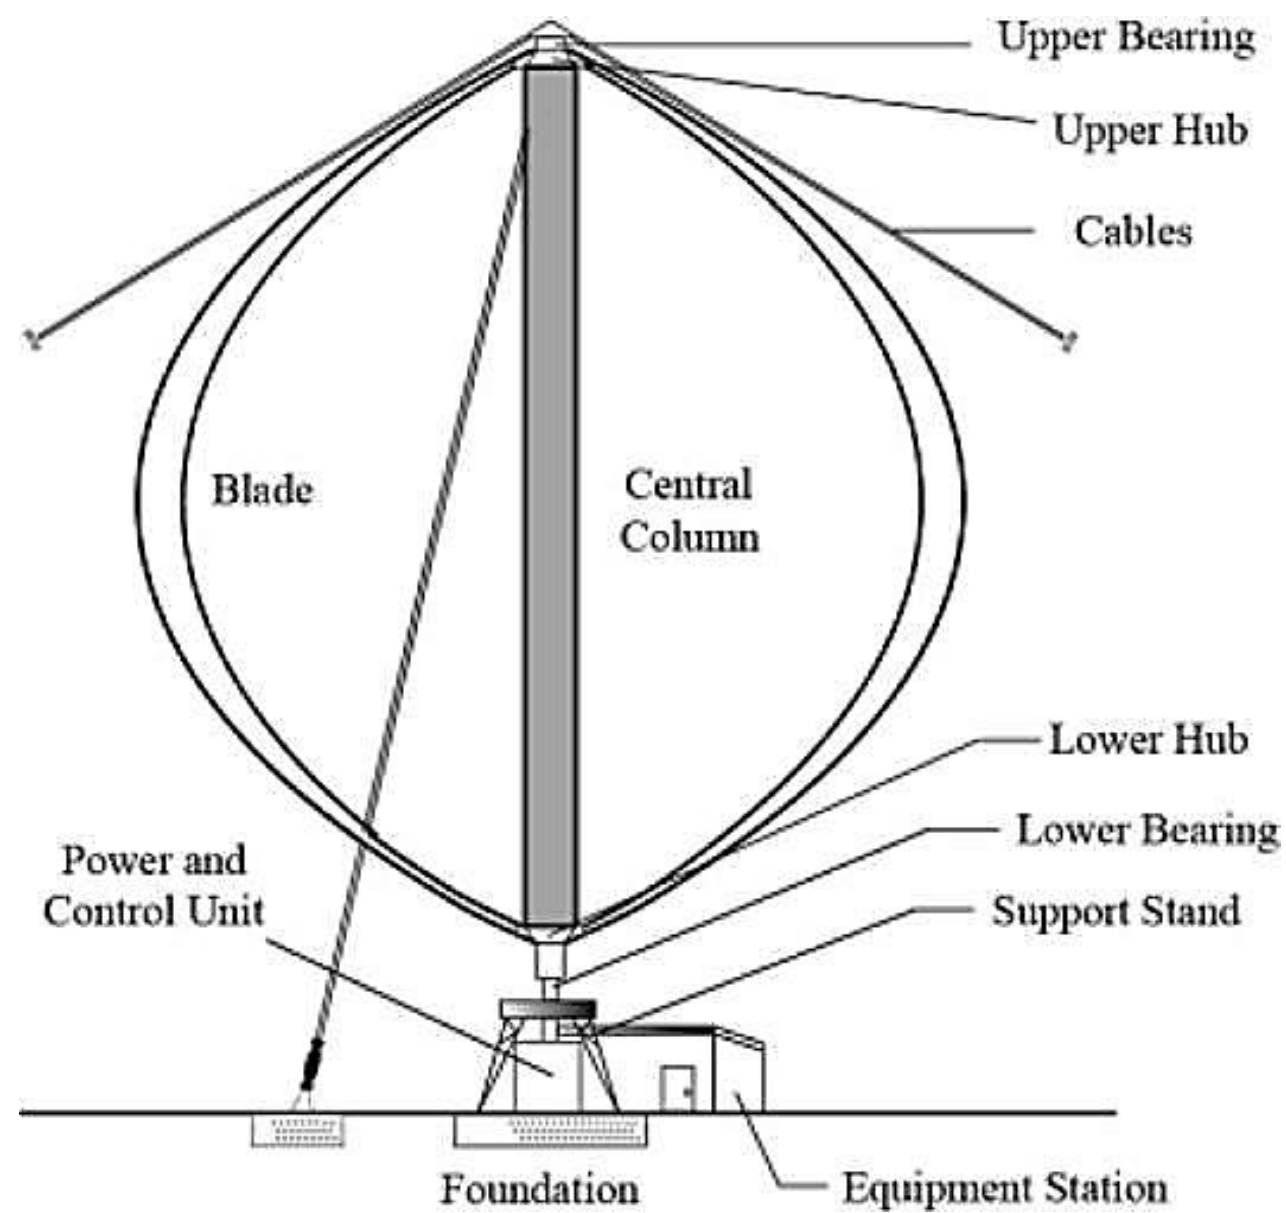 Upper Bearing
Upper Hub
Cables
Blade
Central
Column
Lower Hub
Lower Bearing
Power and
Control Unit
Support Stand
Foundation
Equipment Station